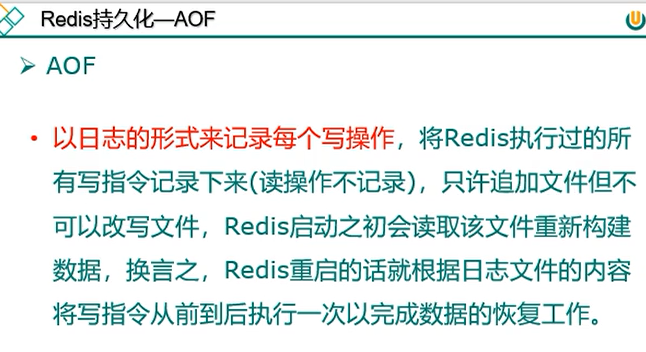 Redis持久化—AOF
➢ AOF
• 以日志的形式来记录每个写操作，将Redis执行过的所
有写指令记录下来(读操作不记录)，只许追加文件但不
可以改写文件，Redis启动之初会读取该文件重新构建
数据，换言之，Redis重启的话就根据日志文件的内容
将写指令从前到后执行一次以完成数据的恢复工作。